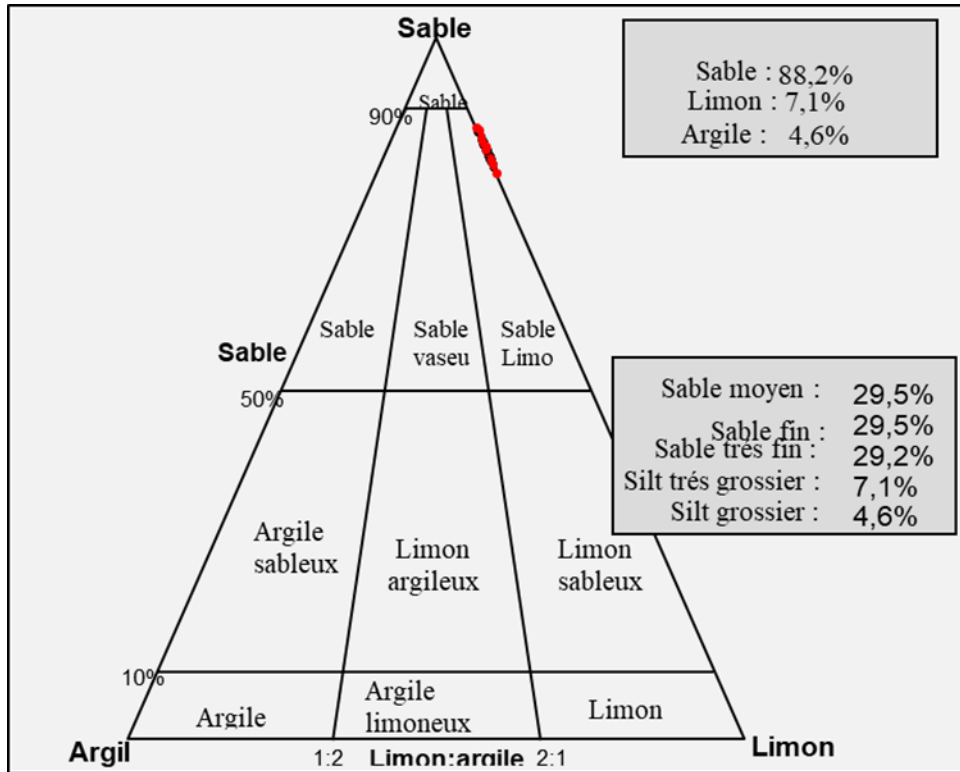 Sable
Sable : 88,2%
Limon : 7,1%
Argile : 4,6%
Sable
90%
Sable
Sable
vaseu
Sable
Limo
Sable
50%
Sable moyen : 29,5%
Sable fin : 29,5%
Sable trés fin : 29,2%
Silt trés grossier : 7,1%
Silt grossier : 4,6%
Argile
sableux
Limon
argileux
Limon
sableux
10%
Argile
Argile
limoneux
Limon
Argil
1:2
Limon:argile
2:1
Limon